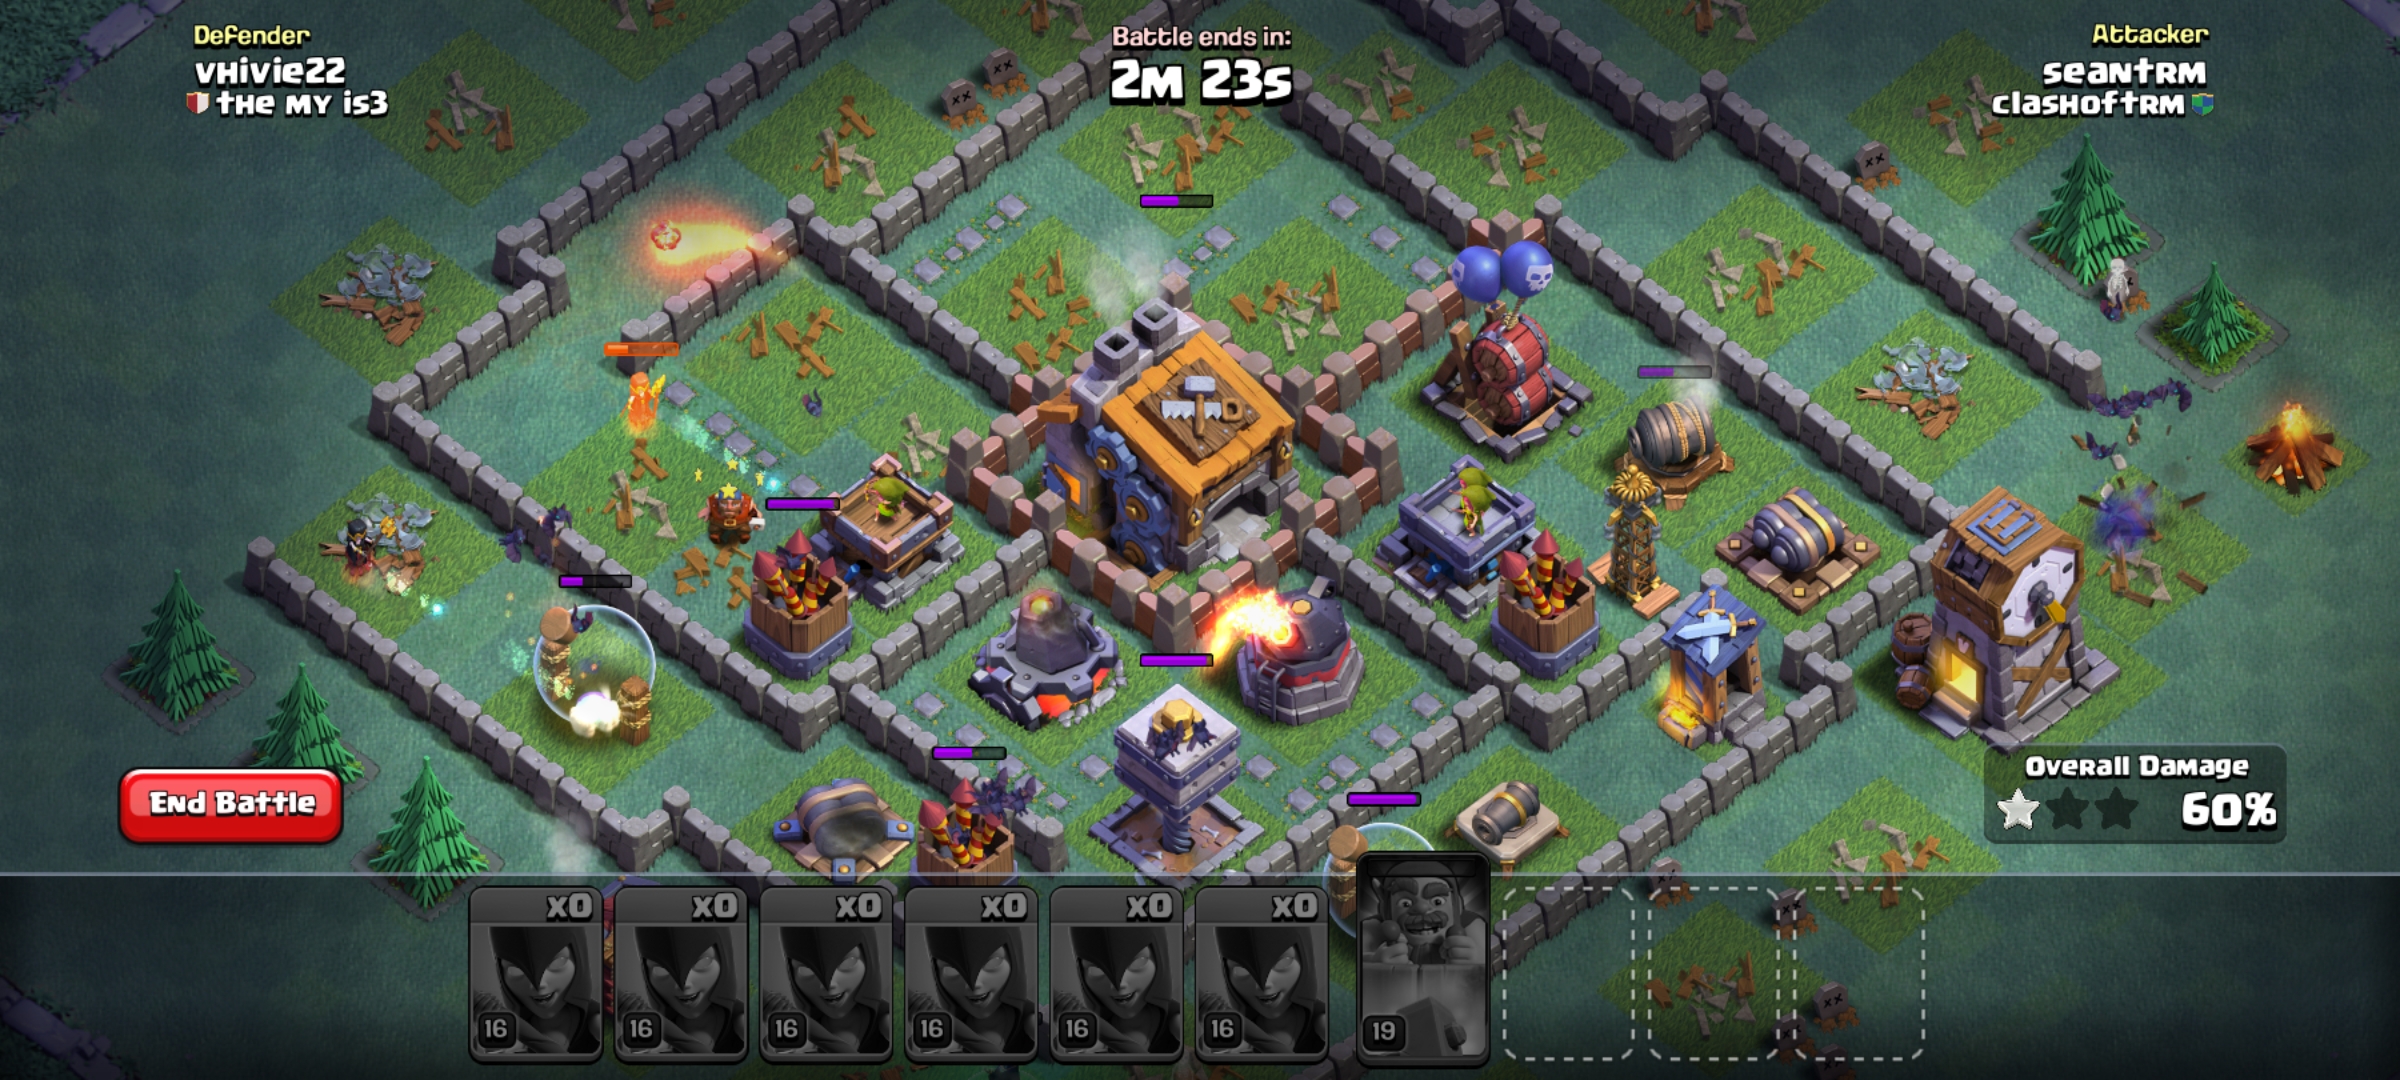 Defender
vHivie22
tHe MY is3
Battle ends in:
2M 23s
Attacker
seantRM
clasHoftRM
End Battle
Overall Damage
60%
x0 x0 x0 x0 x0 x0
16 16 16 16 16 16 19